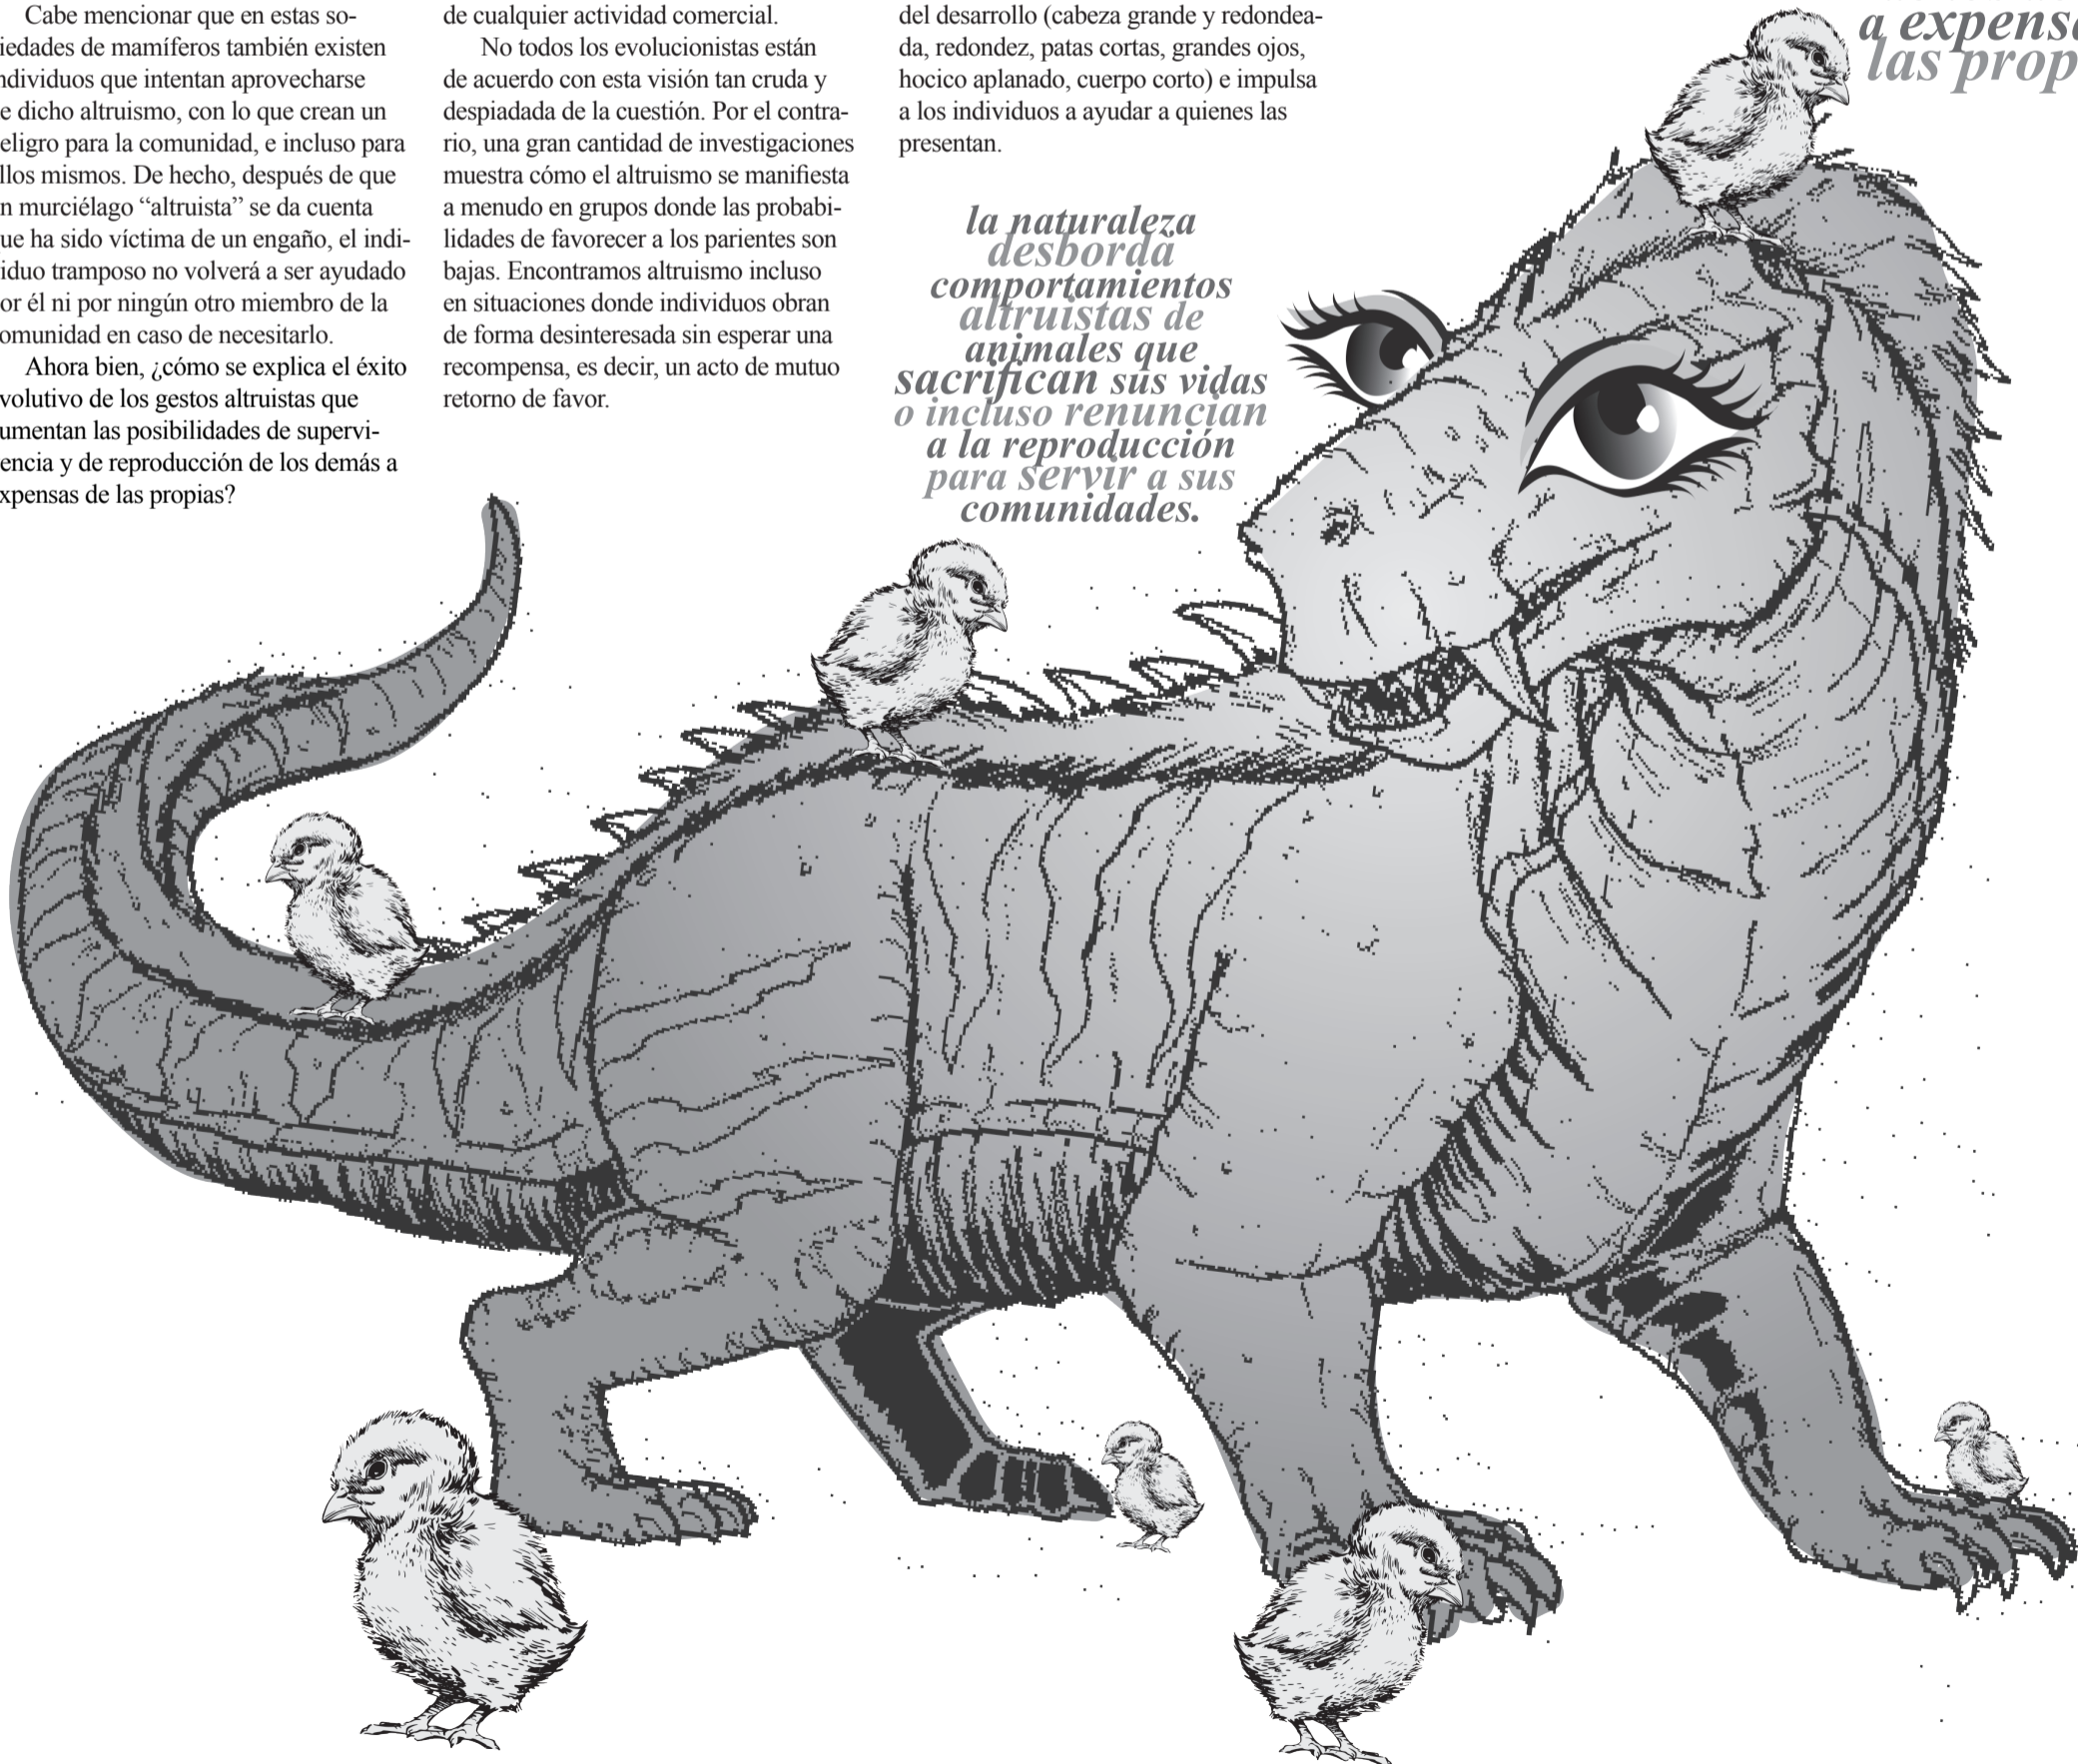 Cabe mencionar que en estas so-
iedades de mamíferos también existen
ndividuos que intentan aprovecharse
e dicho altruismo, con lo que crean un
eligro para la comunidad, e incluso para
llos mismos. De hecho, después de que
n murciélago “altruista” se da cuenta
ue ha sido víctima de un engaño, el indi-
iduo tramposo no volverá a ser ayudado
or él ni por ningún otro miembro de la
omunidad en caso de necesitarlo.
Ahora bien, ¿cómo se explica el éxito
volutivo de los gestos altruistas que
umentan las posibilidades de supervi-
encia y de reproducción de los demás a
xpensas de las propias?
de cualquier actividad comercial.
No todos los evolucionistas están
de acuerdo con esta visión tan cruda y
despiadada de la cuestión. Por el contra-
rio, una gran cantidad de investigaciones
muestra cómo el altruismo se manifiesta
a menudo en grupos donde las probabi-
lidades de favorecer a los parientes son
bajas. Encontramos altruismo incluso
en situaciones donde individuos obran
de forma desinteresada sin esperar una
recompensa, es decir, un acto de mutuo
retorno de favor.
del desarrollo (cabeza grande y redondea-
da, redondez, patas cortas, grandes ojos,
hocico aplanado, cuerpo corto) e impulsa
a los individuos a ayudar a quienes las
presentan.
la naturaleza
desborda
comportamientos
altruistas de
animales que
sacrifican sus vidas
o incluso renuncian
a la reproducción
para servir a sus
comunidades.
a expens
las prop